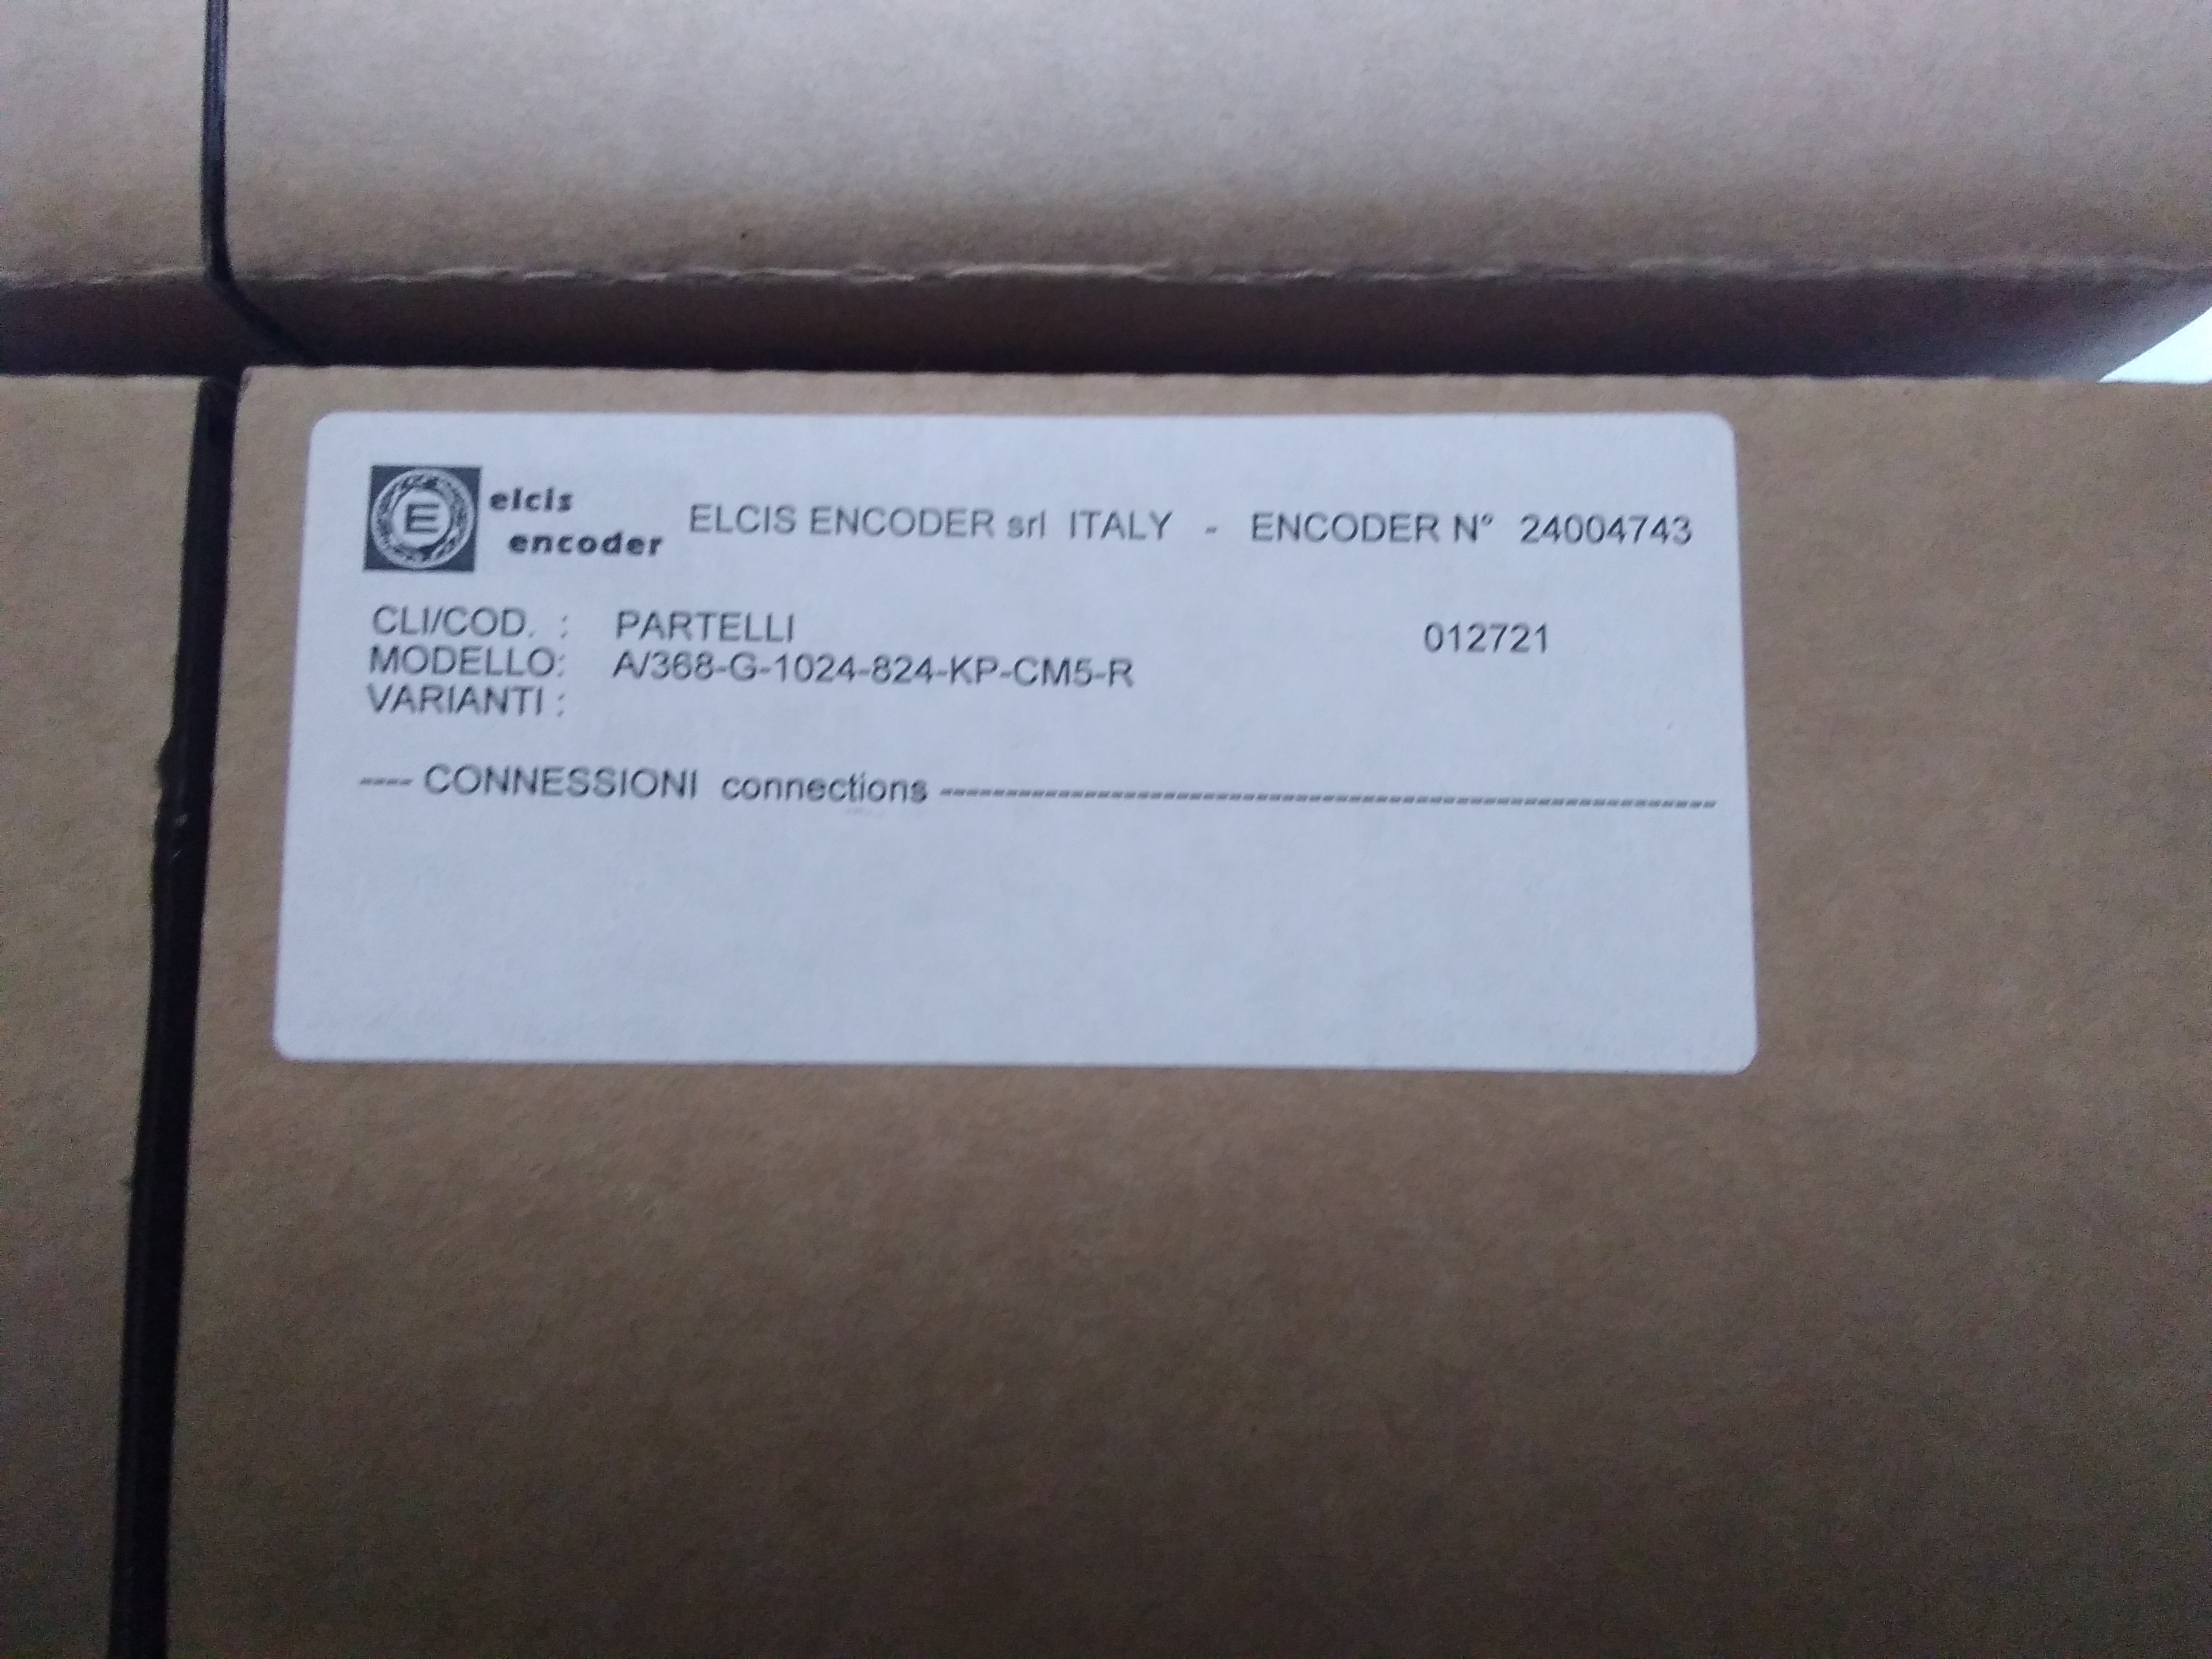 E elcis encoder ELCIS ENCODER srl ITALY - ENCODER N° 24004743
CLI/COD. : PARTELLI 012721
MODELLO: A/368-G-1024-824-KP-CM5-R
VARIANTI :
---- CONNESSIONI connections ------------------------------------------------------------